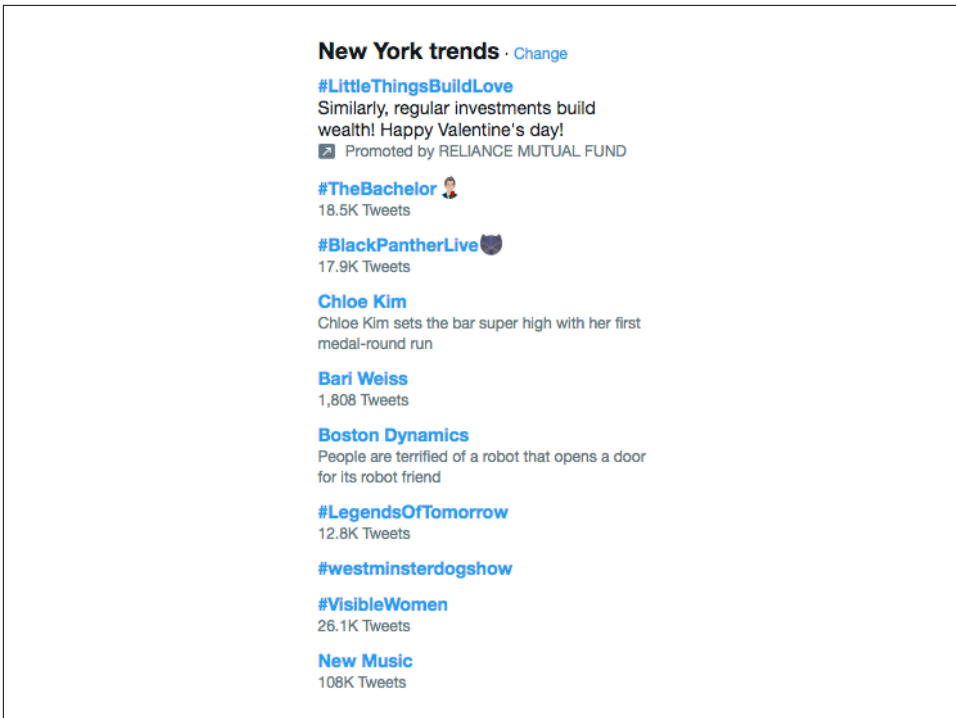 New York trends · Change
#LittleThingsBuildLove
Similarly, regular investments build
wealth! Happy Valentine's day!
Promoted by RELIANCE MUTUAL FUND
#TheBachelor
18.5K Tweets
#BlackPantherLive
17.9K Tweets
Chloe Kim
Chloe Kim sets the bar super high with her first
medal-round run
Bari Weiss
1,808 Tweets
Boston Dynamics
People are terrified of a robot that opens a door
for its robot friend
#LegendsOfTomorrow
12.8K Tweets
#westminsterdogshow
#VisibleWomen
26.1K Tweets
New Music
108K Tweets